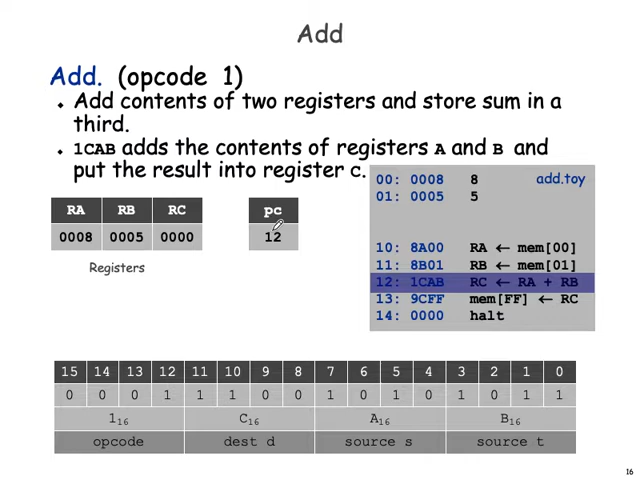 Add
Add. (opcode 1)
Add contents of two registers and store sum in a
third.
1CAB adds the contents of registers A and B and
put the result into register C.
00: 0008 8 add.toy
01: 0005 5
10: 8A00 RA ← mem[00]
11: 8B01 RB ← mem[01]
12: 1CAB RC ← RA + RB
13: 9CFF mem[FF] ← RC
14: 0000 halt
RA RB RC
0008 0005 0000
Registers
pc
12
15 14 13 12 11 10 9 8 7 6 5 4 3 2 1 0
0 0 0 1 1 1 0 0 1 0 1 0 1 0 1 1
1₁₆ C₁₆ A₁₆ B₁₆
opcode dest d source s source t
16